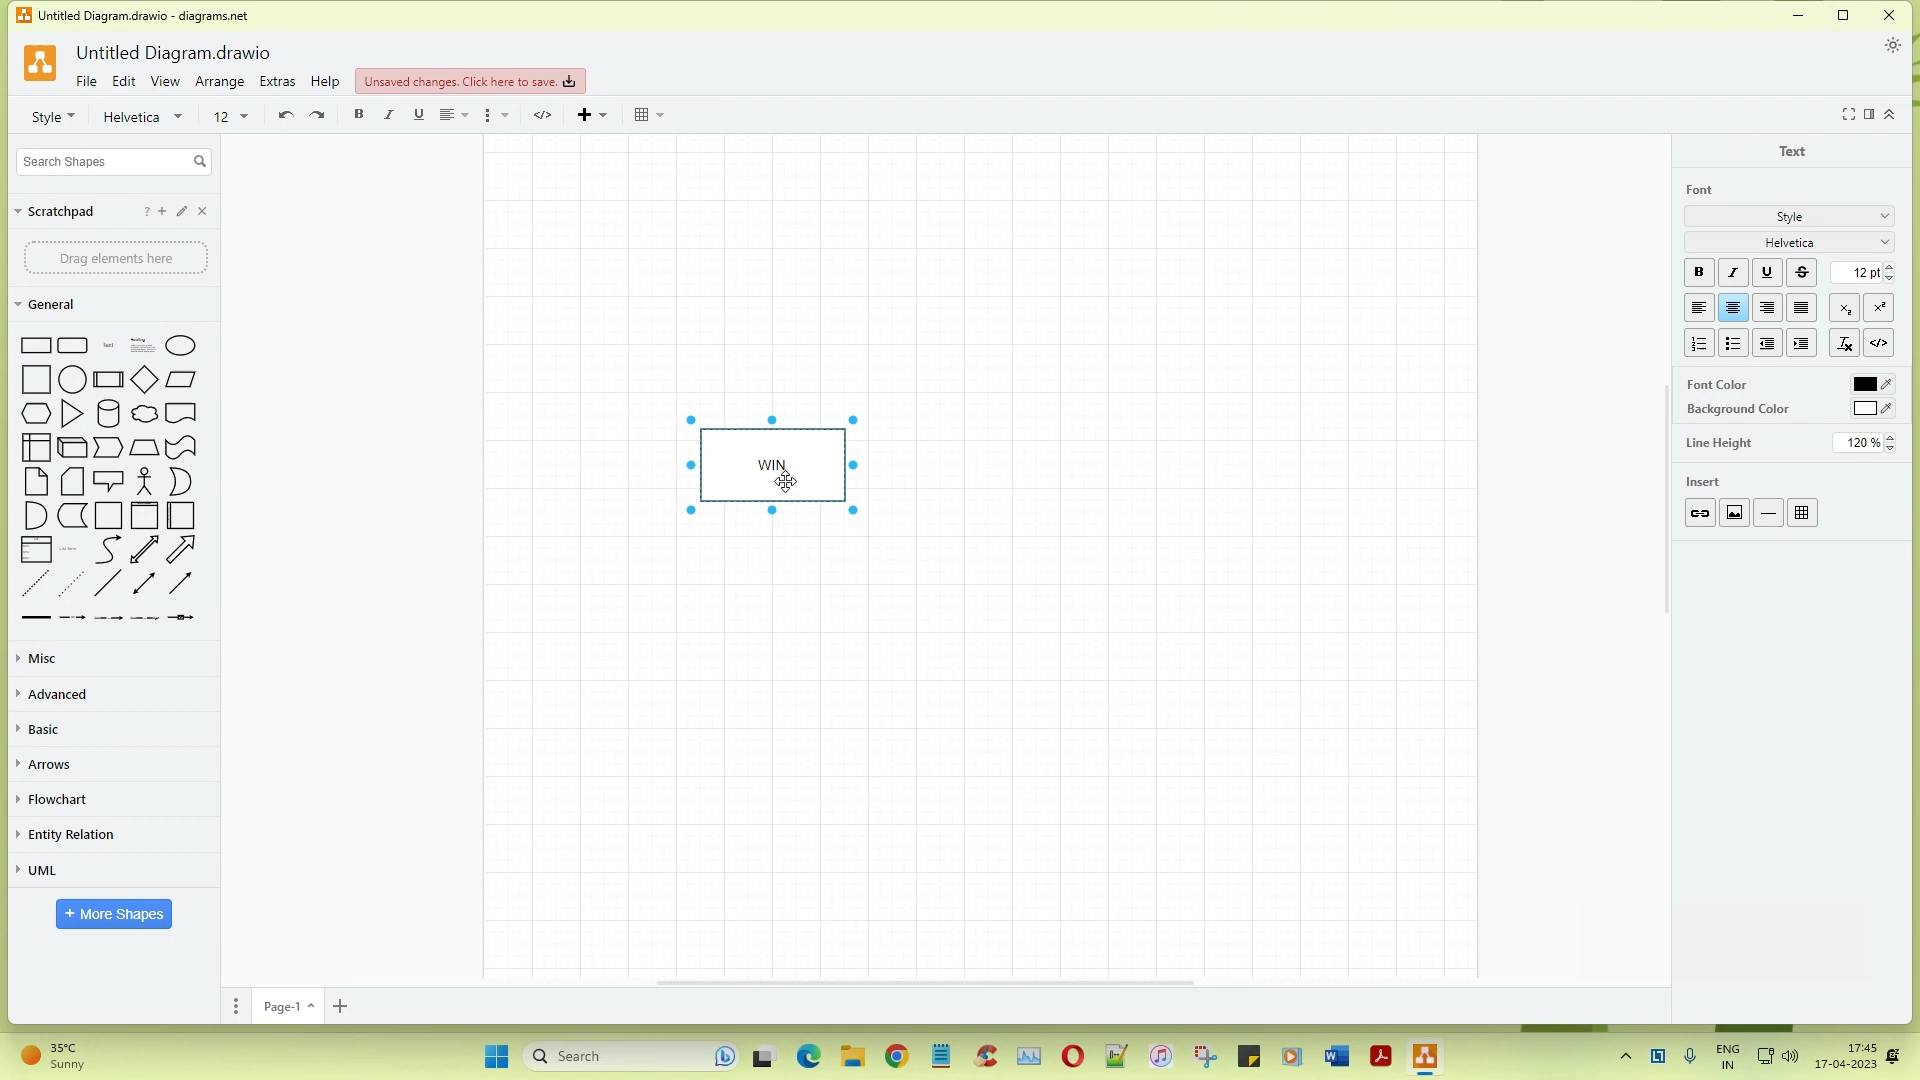 Untitled Diagram.drawio - diagrams.net
Untitled Diagram.drawio
File Edit View Arrange Extras Help Unsaved changes. Click here to save.
Style Helvetica 12 B I U
Search Shapes
Scratchpad ?
Drag elements here
General
Text
Heading
Misc
Advanced
Basic
Arrows
Flowchart
Entity Relation
UML
+ More Shapes
WIN
Page-1
Text
Font
Style
Helvetica
B I U S 12 pt
Font Color
Background Color
Line Height 120 %
Insert
35°C
Sunny
Search
ENG
IN
17:45
17-04-2023